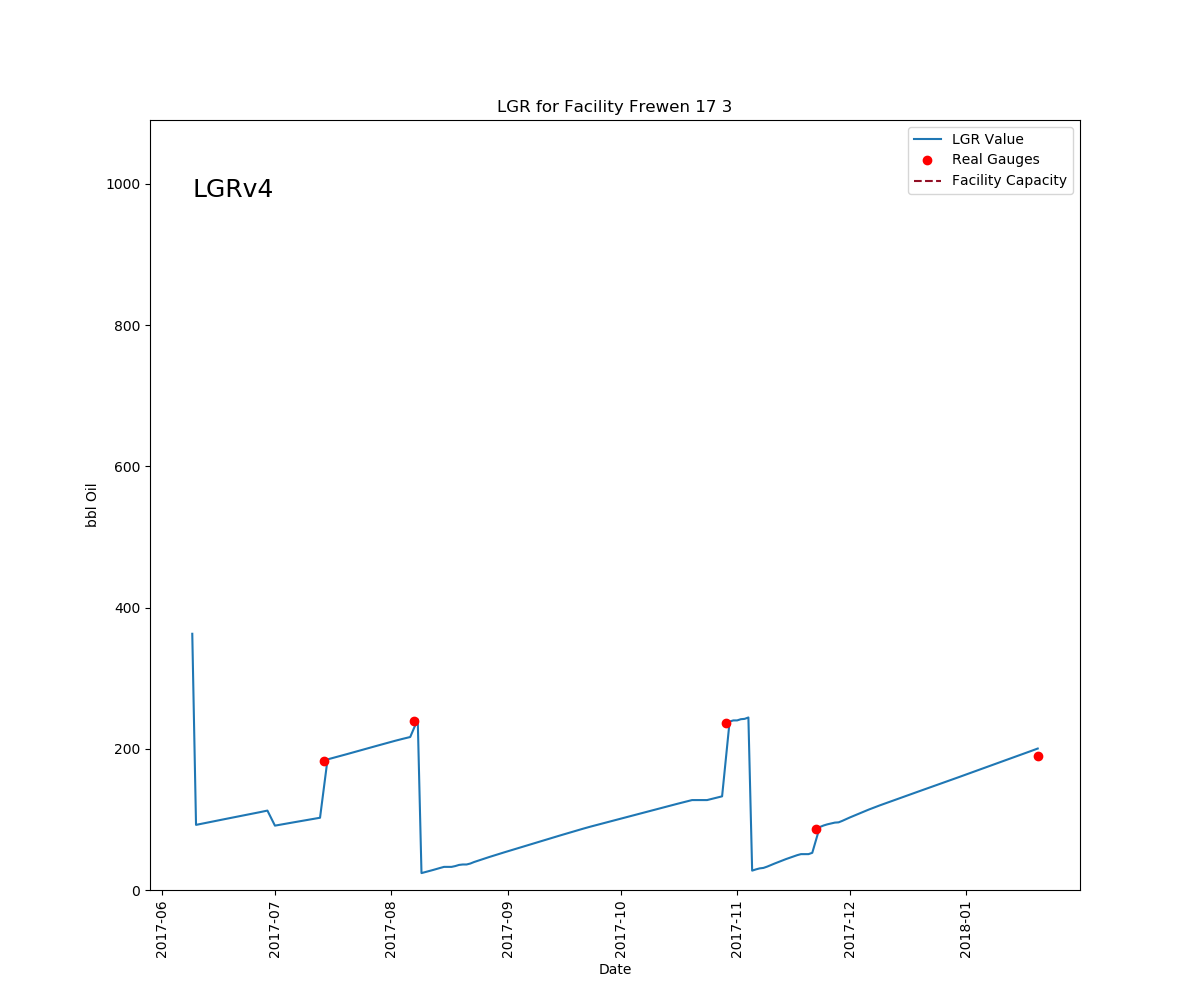 LGR for Facility Frewen 17 3
LGR Value
Real Gauges
Facility Capacity
LGRv4
1000
800
600
400
200
0
bbl Oil
2017-06
2017-07
2017-08
2017-09
2017-10
2017-11
2017-12
2018-01
Date